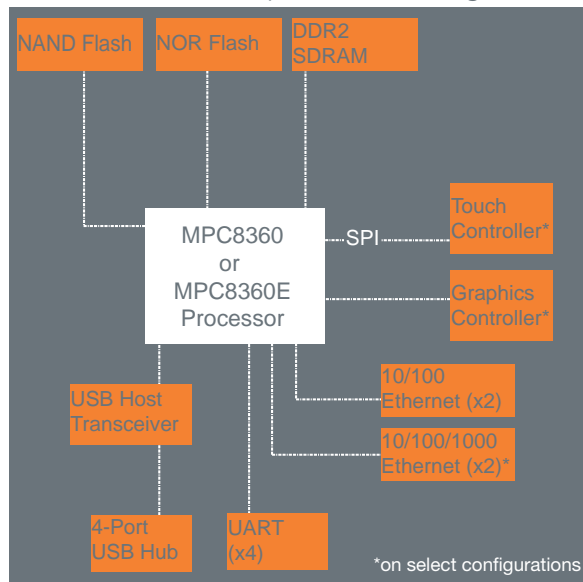 NAND Flash
NOR Flash
DDR2
SDRAM
MPC8360
or
MPC8360E
Processor
SPI
Touch
Controller*
Graphics
Controller*
10/100
Ethernet (x2)
10/100/1000
Ethernet (x2)*
USB Host
Transceiver
4-Port
USB Hub
UART
(x4)
*on select configurations